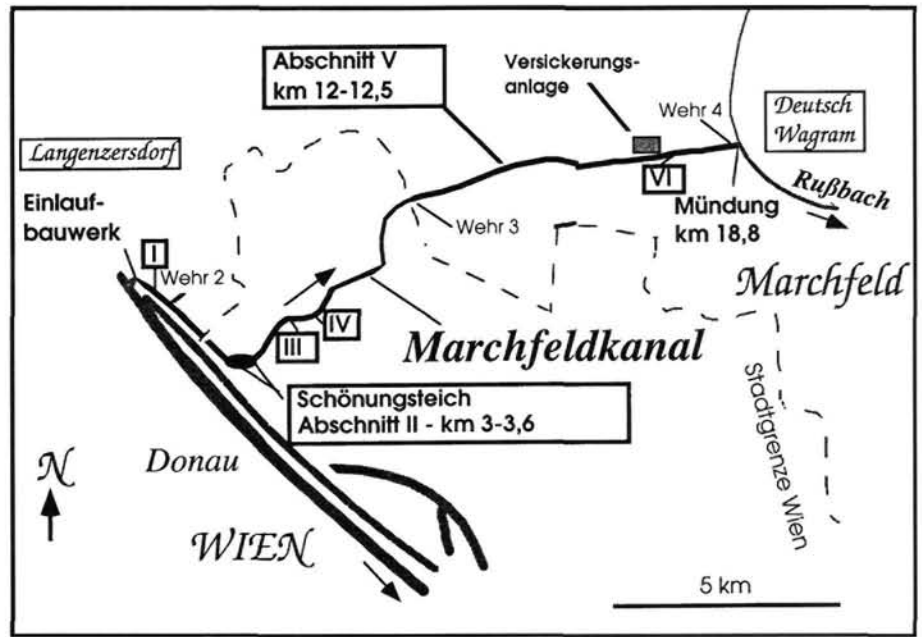 Abschnitt V
km 12-12,5
Versickerungs-
anlage
Wehr 4
Deutsch
Wagram
Langenzersdorf
Einlauf-
bauwerk
I
Wehr 2
VI
Rußbach
Mündung
km 18,8
Wehr 3
Marchfeld
IV
III
Marchfeldkanal
Schönungsteich
Abschnitt II - km 3-3,6
Stadtgrenze Wien
N
Donau
WIEN
5 km